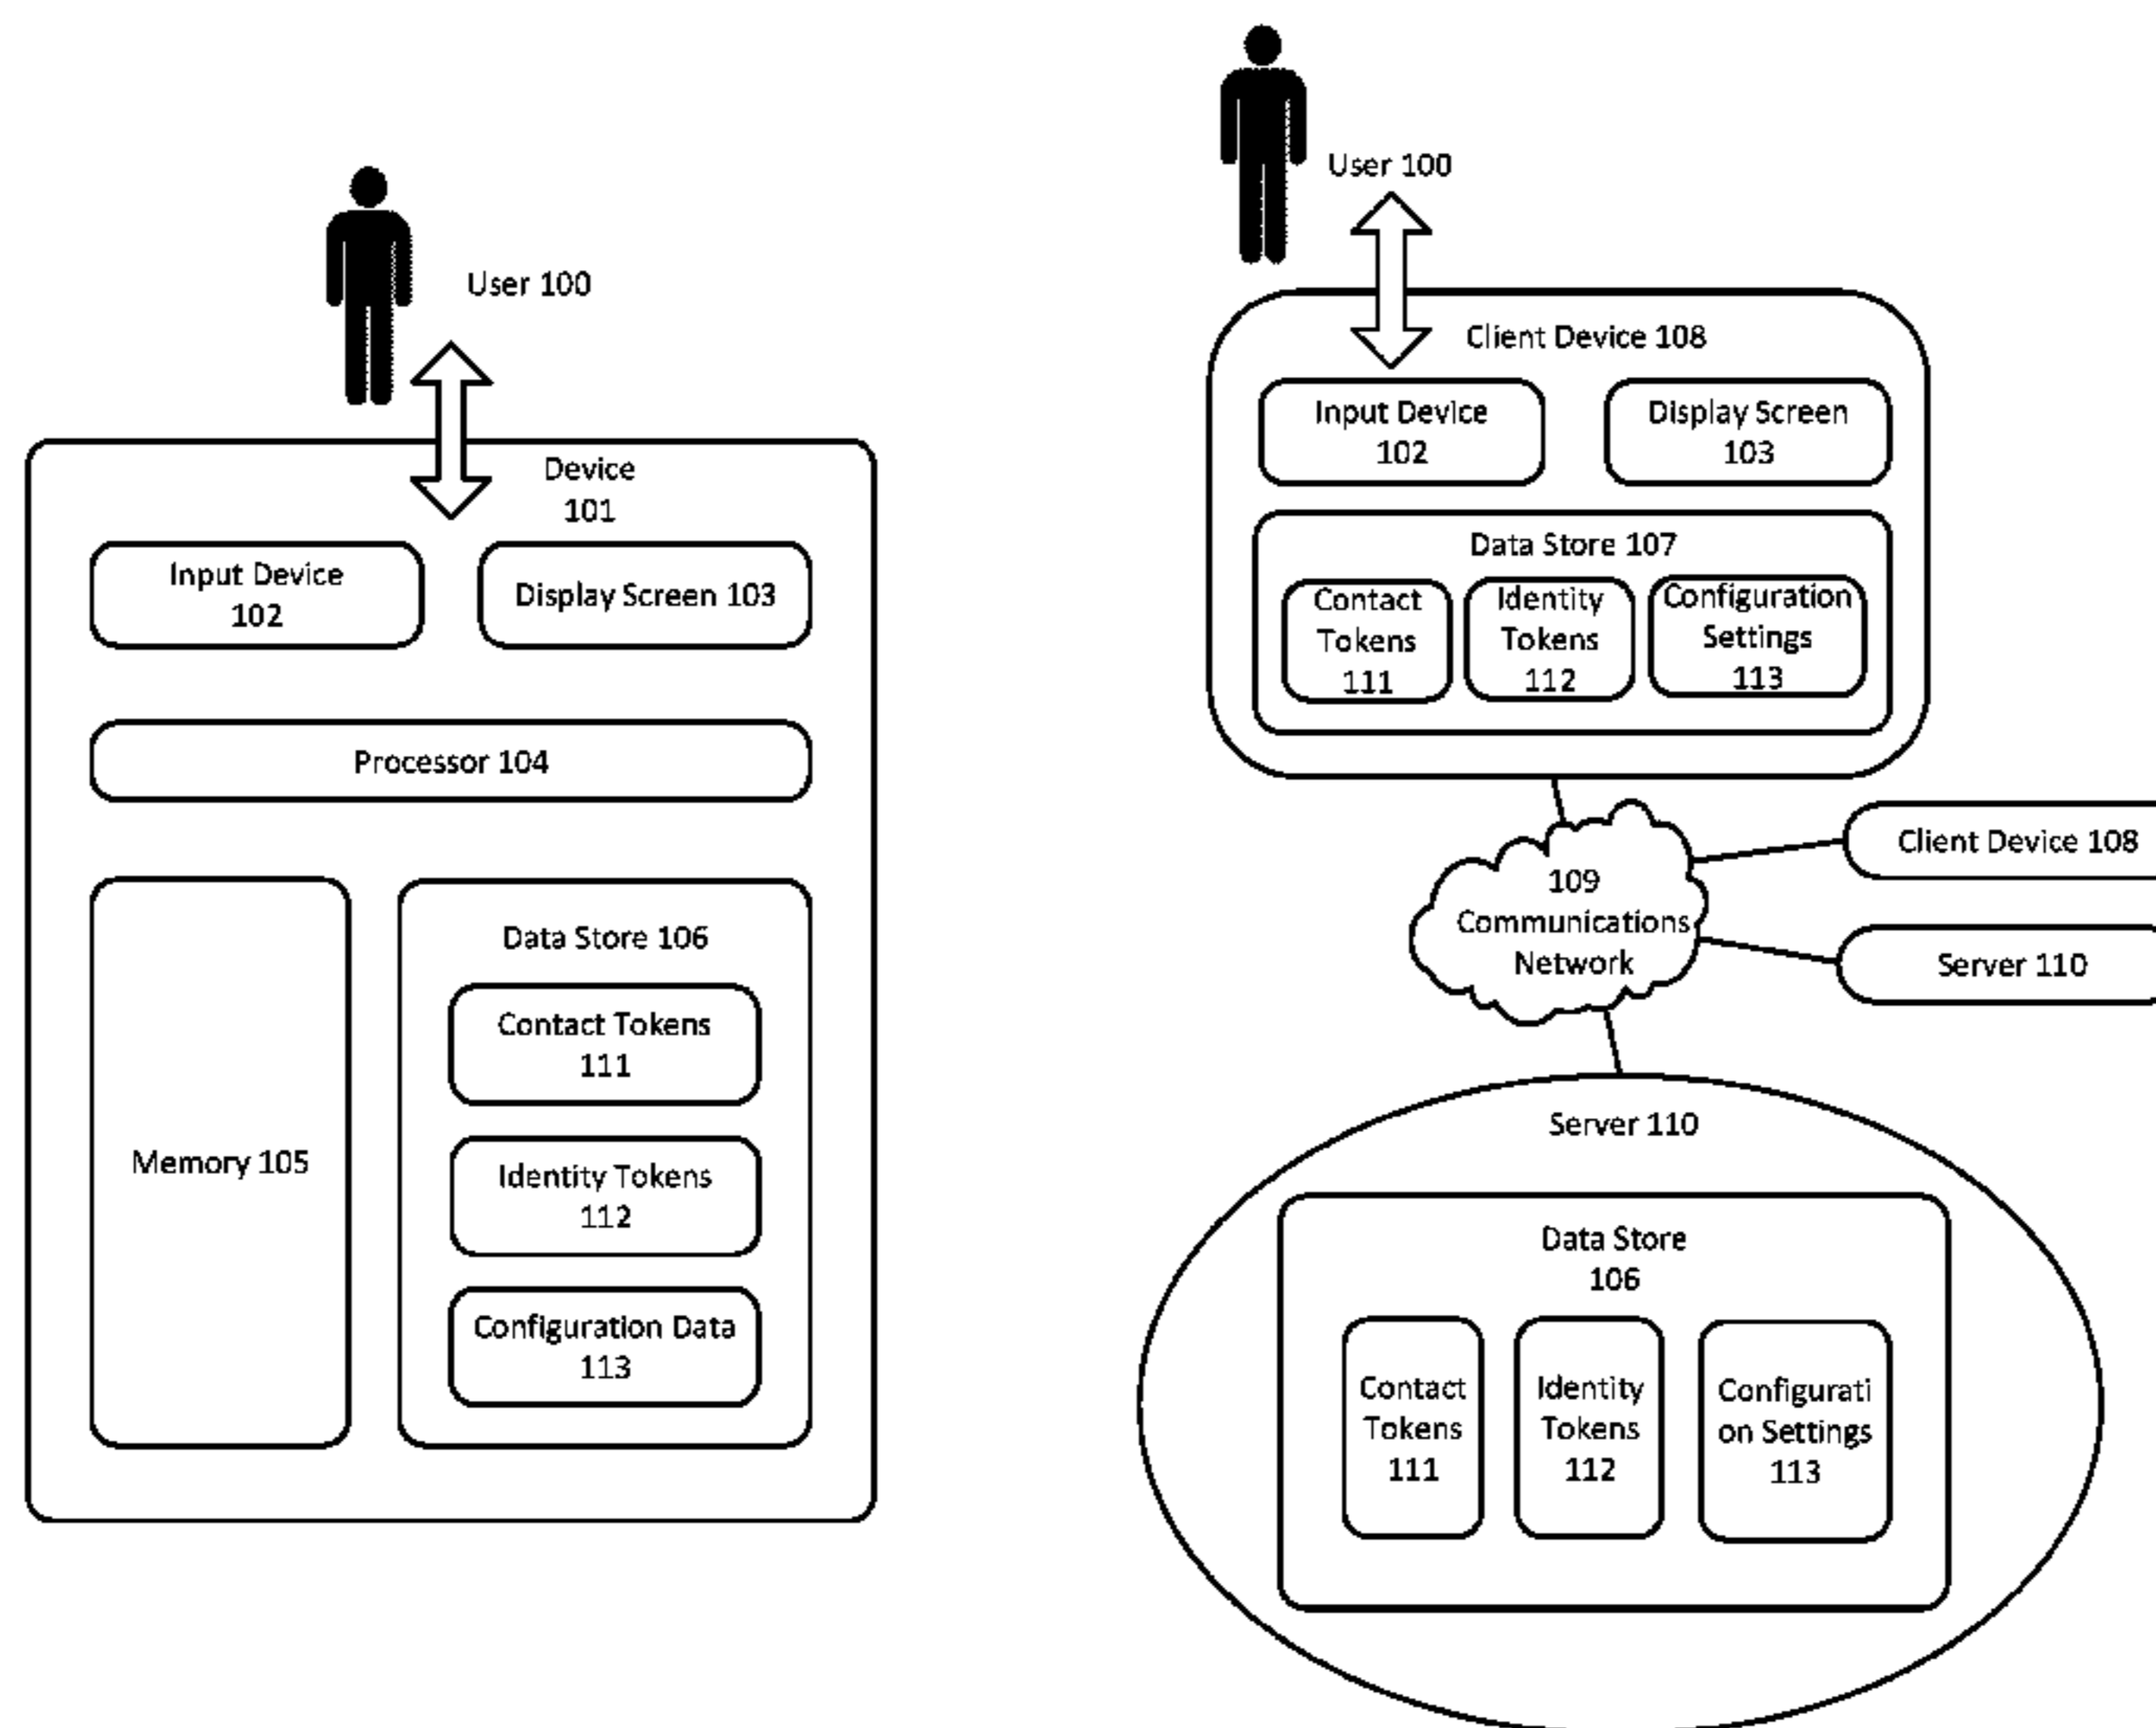 User 100
Device
101
Input Device
102
Display Screen 103
Processor 104
Memory 105
Data Store 106
Contact Tokens
111
Identity Tokens
112
Configuration Data
113
User 100
Client Device 108
Input Device
102
Display Screen
103
Data Store 107
Contact
Tokens
111
Identity
Tokens
112
Configuration
Settings
113
109
Communications
Network
Client Device 108
Server 110
Server 110
Data Store
106
Contact
Tokens
111
Identity
Tokens
112
Configurati
on Settings
113